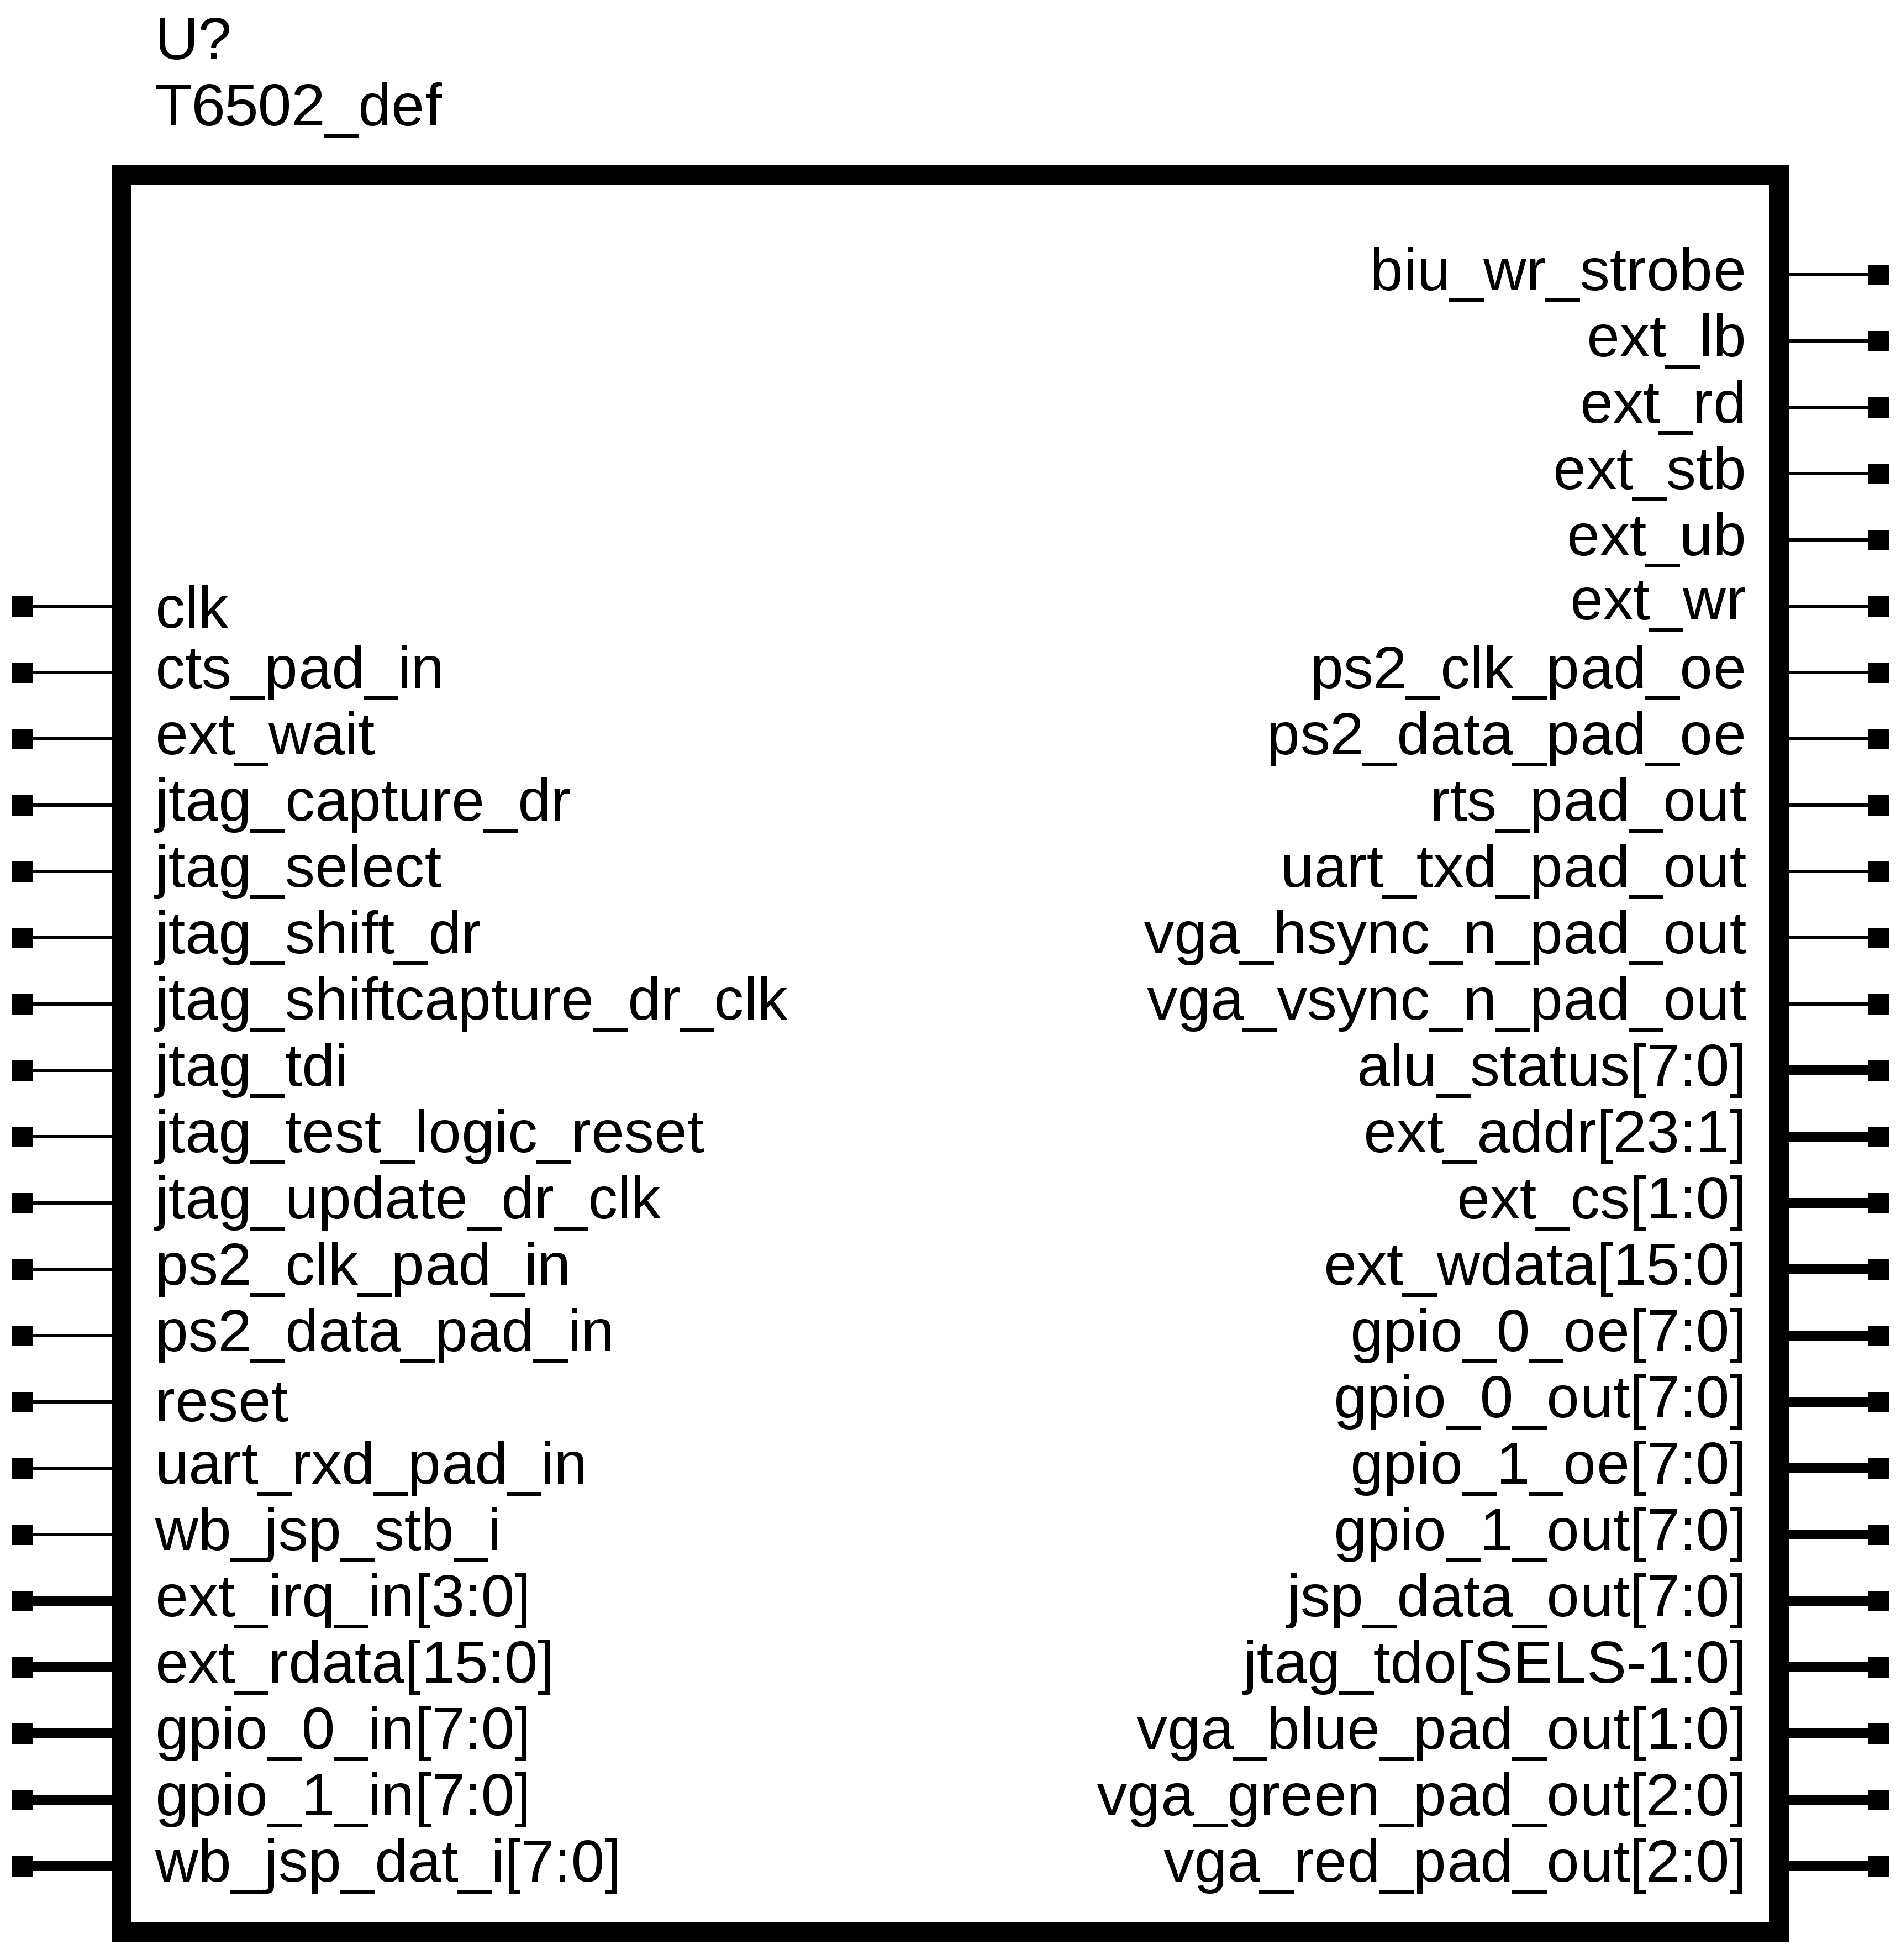 U?
T6502_def
biu_wr_strobe
ext_lb
ext_rd
ext_stb
ext_ub
clk
ext_wr
cts_pad_in
ps2_clk_pad_oe
ext_wait
ps2_data_pad_oe
jtag_capture_dr
rts_pad_out
jtag_select
uart_txd_pad_out
jtag_shift_dr
vga_hsync_n_pad_out
jtag_shiftcapture_dr_clk
vga_vsync_n_pad_out
jtag_tdi
alu_status[7:0]
jtag_test_logic_reset
ext_addr[23:1]
jtag_update_dr_clk
ext_cs[1:0]
ps2_clk_pad_in
ext_wdata[15:0]
ps2_data_pad_in
gpio_0_oe[7:0]
reset
gpio_0_out[7:0]
uart_rxd_pad_in
gpio_1_oe[7:0]
wb_jsp_stb_i
gpio_1_out[7:0]
ext_irq_in[3:0]
jsp_data_out[7:0]
ext_rdata[15:0]
jtag_tdo[SELS-1:0]
gpio_0_in[7:0]
vga_blue_pad_out[1:0]
gpio_1_in[7:0]
vga_green_pad_out[2:0]
wb_jsp_dat_i[7:0]
vga_red_pad_out[2:0]